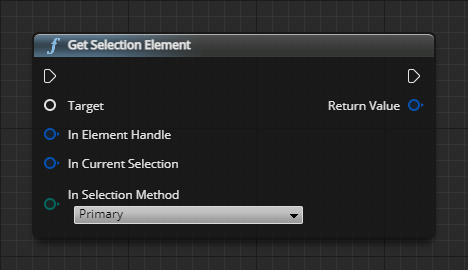 f Get Selection Element
Target
Return Value
In Element Handle
In Current Selection
In Selection Method
Primary